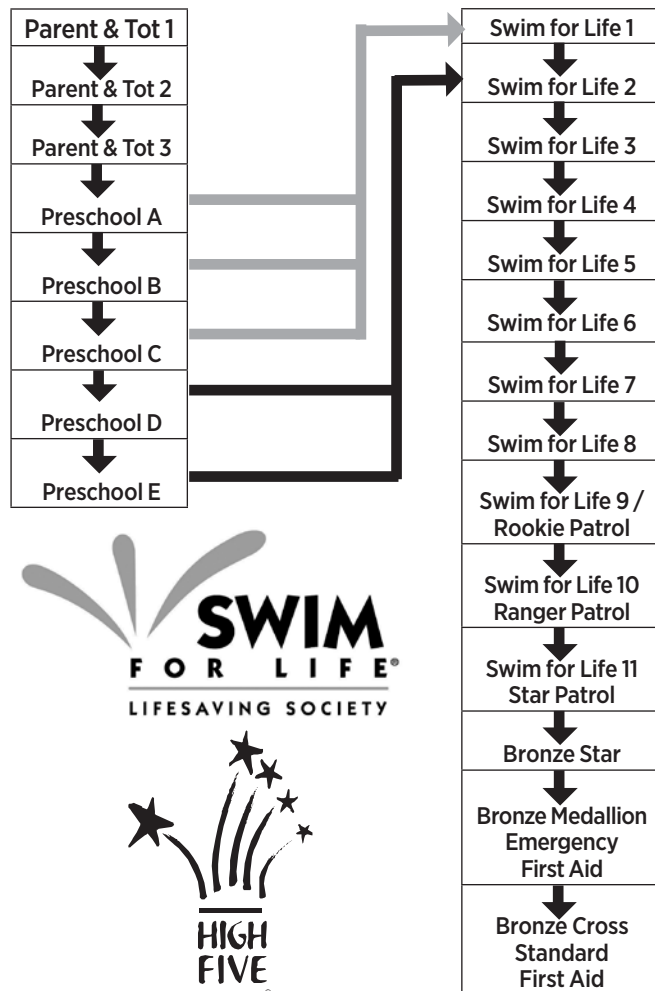 Parent & Tot 1
Parent & Tot 2
Parent & Tot 3
Preschool A
Preschool B
Preschool C
Preschool D
Preschool E
SWIM
FOR LIFE®
LIFESAVING SOCIETY
HIGH
FIVE
Swim for Life 1
Swim for Life 2
Swim for Life 3
Swim for Life 4
Swim for Life 5
Swim for Life 6
Swim for Life 7
Swim for Life 8
Swim for Life 9 /
Rookie Patrol
Swim for Life 10
Ranger Patrol
Swim for Life 11
Star Patrol
Bronze Star
Bronze Medallion
Emergency
First Aid
Bronze Cross
Standard
First Aid